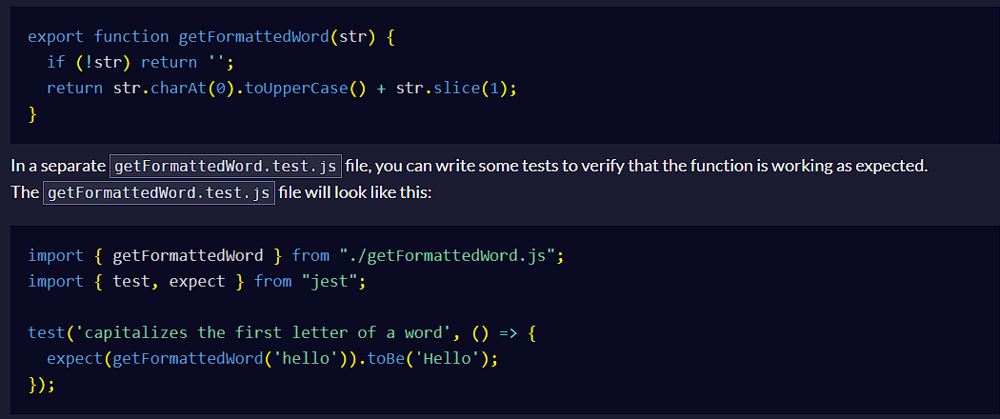 export function getFormattedWord(str) {
  if (!str) return '';
  return str.charAt(0).toUpperCase() + str.slice(1);
}
In a separate getFormattedWord.test.js file, you can write some tests to verify that the function is working as expected.
The getFormattedWord.test.js file will look like this:
import { getFormattedWord } from "./getFormattedWord.js";
import { test, expect } from "jest";

test('capitalizes the first letter of a word', () => {
  expect(getFormattedWord('hello')).toBe('Hello');
});